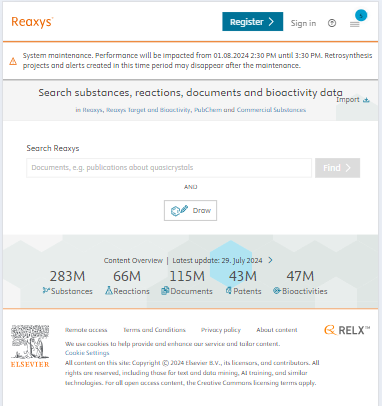 Reaxys®
Register >
Sign in
System maintenance. Performance will be impacted from 01.08.2024 2:30 PM until 3:30 PM. Retrosynthesis
projects and alerts created in this time period may disappear after the maintenance.
Search substances, reactions, documents and bioactivity data
Import
in Reaxys, Reaxys Target and Bioactivity, PubChem and Commercial Substances
Search Reaxys
Documents, e.g. publications about quasicrystals
Find >
AND
Draw
Content Overview | Latest update: 29. July 2024 >
283M 66M 115M 43M 47M
Substances Reactions Documents Patents Bioactivities
Remote access Terms and Conditions Privacy policy About content
RELX™
We use cookies to help provide and enhance our service and tailor content.
Cookie Settings
All content on this site: Copyright © 2024 Elsevier B.V., its licensors, and contributors. All
rights are reserved, including those for text and data mining, AI training, and similar
technologies. For all open access content, the Creative Commons licensing terms apply.
ELSEVIER